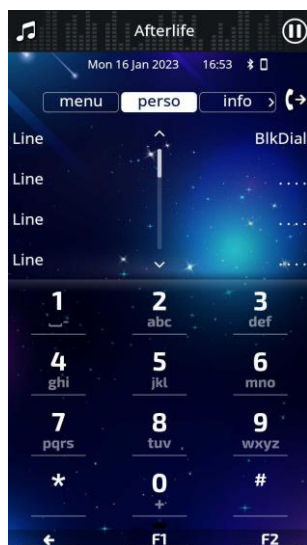 Afterlife
Mon 16 Jan 2023 16:53
menu perso info >
Line BlkDial
Line ....
Line ....
Line ....
1 2 3
abc def
4 5 6
ghi jkl mno
7 8 9
pqrs tuv wxyz
* 0 #
+
F1 F2